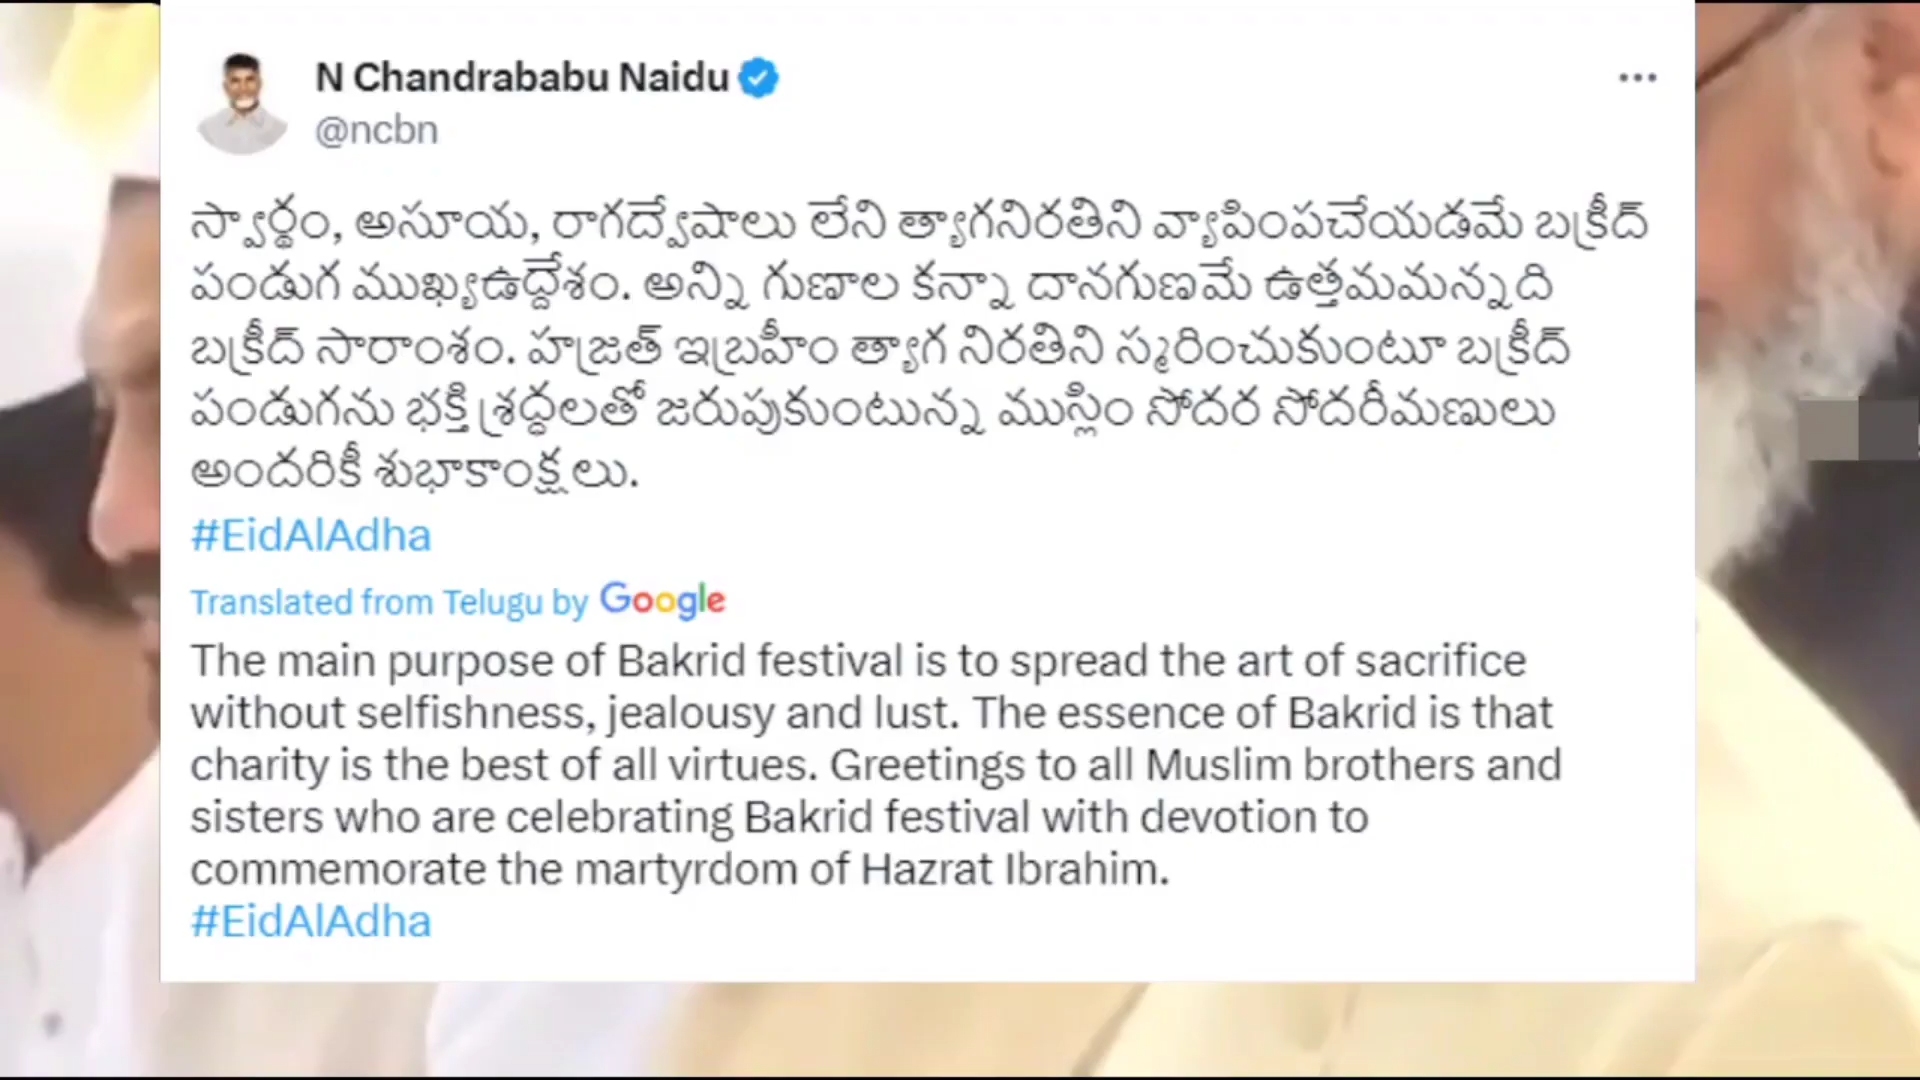 N Chandrababu Naidu
@ncbn
స్వార్థం, అసూయ, రాగద్వేషాలు లేని త్యాగనిరతిని వ్యాపింపచేయడమే బక్రీద్
పండుగ ముఖ్యఉద్దేశం. అన్ని గుణాల కన్నా దానగుణమే ఉత్తమమన్నది
బక్రీద్ సారాంశం. హజ్రత్ ఇబ్రహీం త్యాగ నిరతిని స్మరించుకుంటూ బక్రీద్
పండుగను భక్తి శ్రద్ధలతో జరుపుకుంటున్న ముస్లిం సోదర సోదరీమణులు
అందరికీ శుభాకాంక్షలు.
#EidAlAdha
Translated from Telugu by Google
The main purpose of Bakrid festival is to spread the art of sacrifice
without selfishness, jealousy and lust. The essence of Bakrid is that
charity is the best of all virtues. Greetings to all Muslim brothers and
sisters who are celebrating Bakrid festival with devotion to
commemorate the martyrdom of Hazrat Ibrahim.
#EidAlAdha